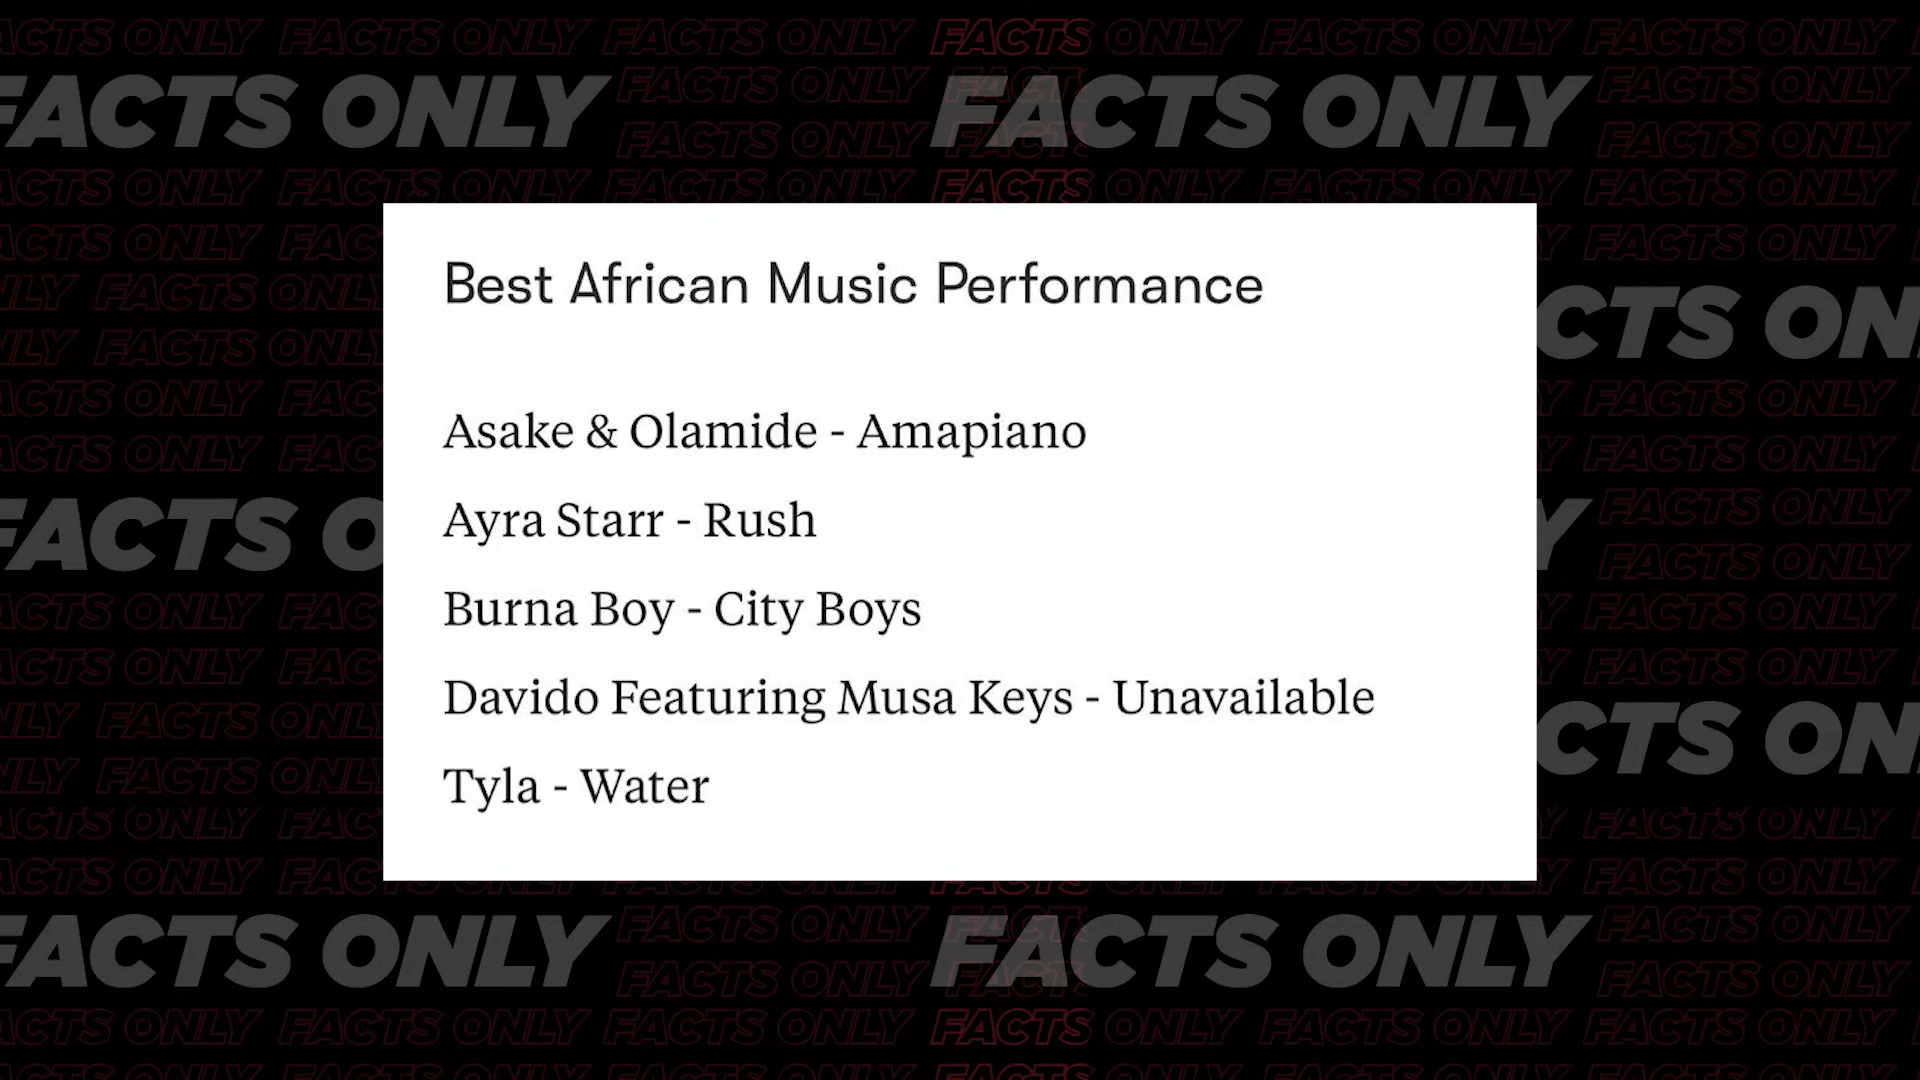 FACTS ONLY FACTS ONLY
Best African Music Performance
Asake & Olamide - Amapiano
Ayra Starr - Rush
Burna Boy - City Boys
Davido Featuring Musa Keys - Unavailable
Tyla - Water
FACTS ONLY FACTS ONLY